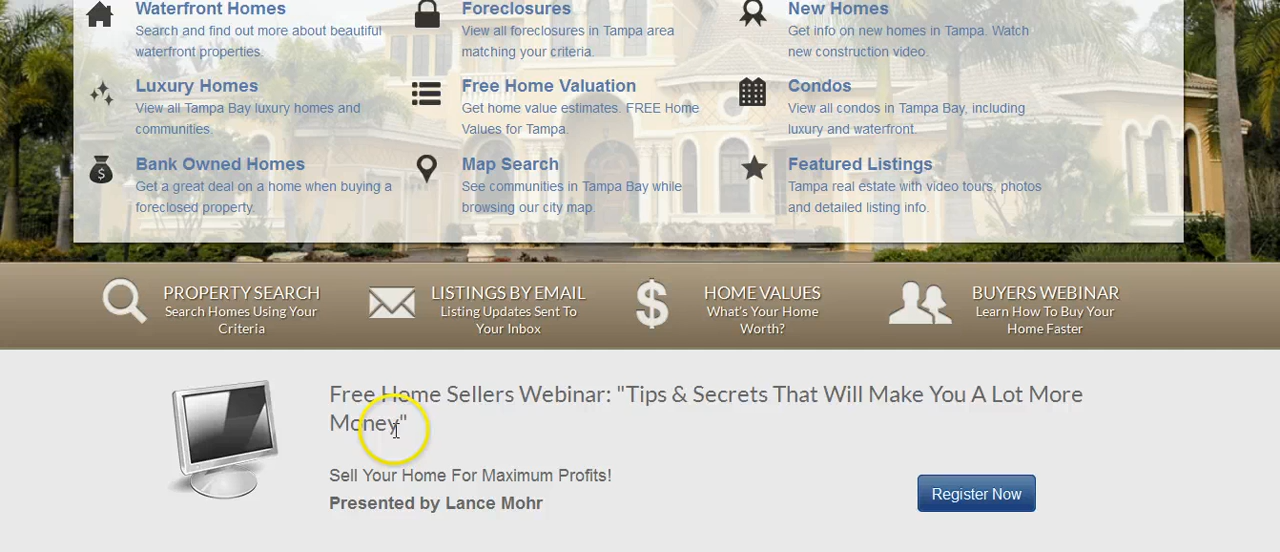 Waterfront Homes
Search and find out more about beautiful
waterfront properties.
Foreclosures
View all foreclosures in Tampa area
matching your criteria.
New Homes
Get info on new homes in Tampa. Watch
new construction video.
Luxury Homes
View all Tampa Bay luxury homes and
communities.
Free Home Valuation
Get home value estimates. FREE Home
Values for Tampa.
Condos
View all condos in Tampa Bay, including
luxury and waterfront.
Bank Owned Homes
Get a great deal on a home when buying a
foreclosed property.
Map Search
See communities in Tampa Bay while
browsing our city map.
Featured Listings
Tampa real estate with video tours, photos
and detailed listing info.
PROPERTY SEARCH
Search Homes Using Your
Criteria
LISTINGS BY EMAIL
Listing Updates Sent To
Your Inbox
$
HOME VALUES
What's Your Home
Worth?
BUYERS WEBINAR
Learn How To Buy Your
Home Faster
Free Home Sellers Webinar: "Tips & Secrets That Will Make You A Lot More
Money"
Sell Your Home For Maximum Profits!
Presented by Lance Mohr
Register Now